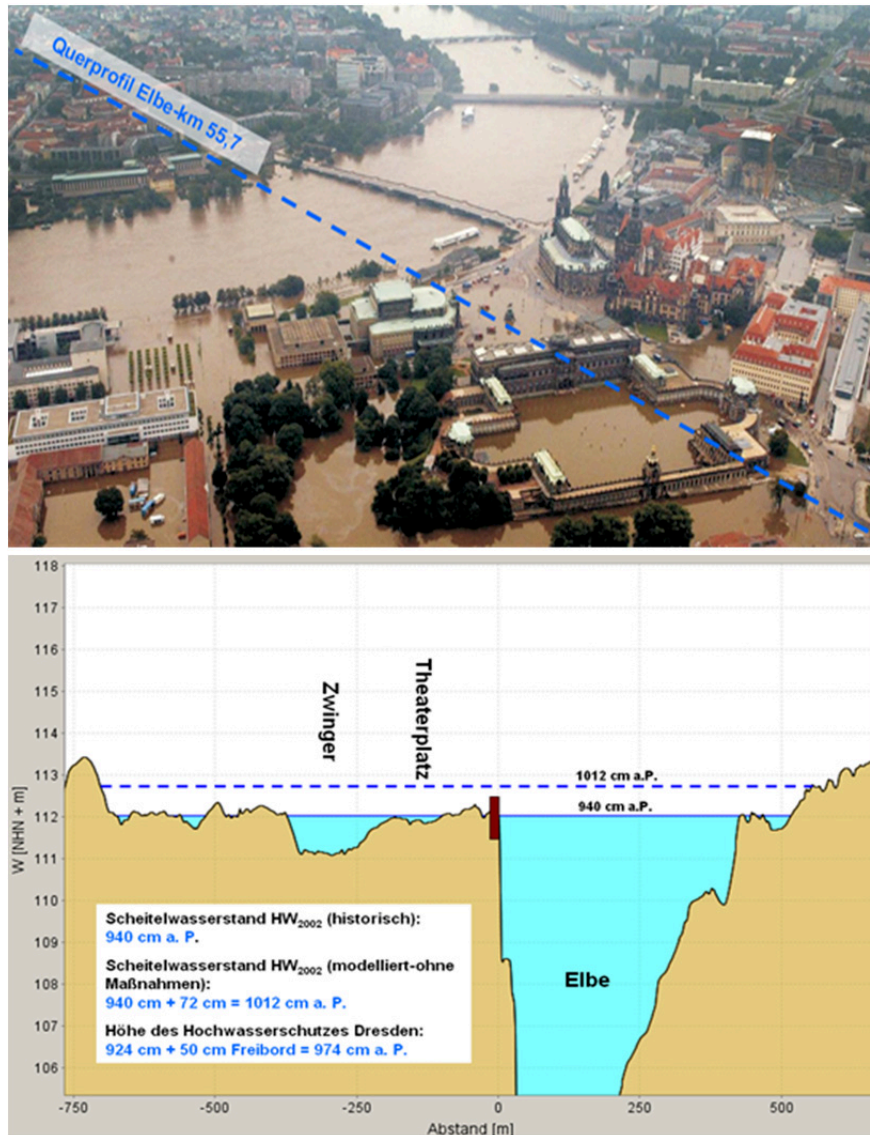 Querprofil Elbe-km 55,7
118
117
116
115
114
113
112
111
110
109
108
107
106
W [NHN + m]
Zwinger
Theaterplatz
1012 cm a.P.
940 cm a.P.
Elbe
Scheitelwasserstand HW2002 (historisch):
940 cm a. P.
Scheitelwasserstand HW2002 (modelliert-ohne
Maßnahmen):
940 cm + 72 cm = 1012 cm a. P.
Höhe des Hochwasserschutzes Dresden:
924 cm + 50 cm Freibord = 974 cm a. P.
-750 -500 -250 0 250 500
Abstand [m]